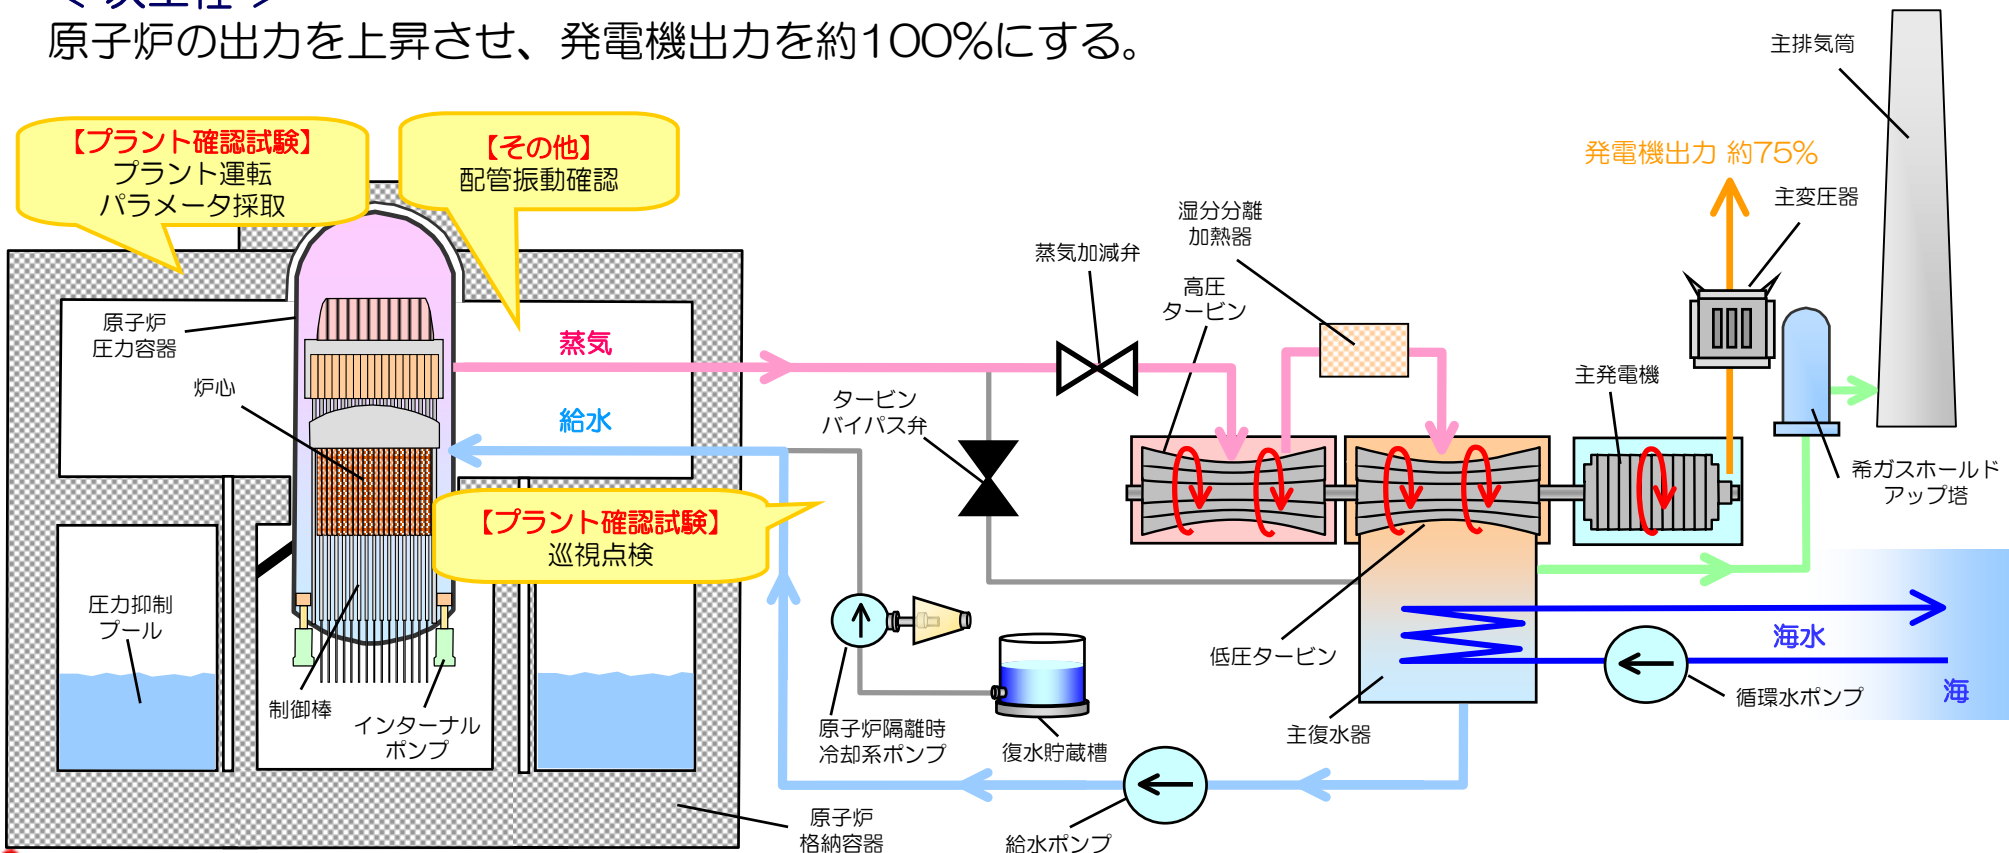 原子炉の出力を上昇させ、発電機出力を約100%にする。
【プラント確認試験】
プラント運転
パラメータ採取
【その他】
配管振動確認
主排気筒
発電機出力 約75%
主変圧器
湿分分離
加熱器
蒸気加減弁
高圧
タービン
原子炉
圧力容器
蒸気
炉心
給水
タービン
バイパス弁
主発電機
希ガスホールド
アップ塔
【プラント確認試験】
巡視点検
圧力抑制
プール
制御棒
インターナル
ポンプ
原子炉隔離時
冷却系ポンプ
復水貯蔵槽
低圧タービン
主復水器
海水
海
循環水ポンプ
原子炉
格納容器
給水ポンプ